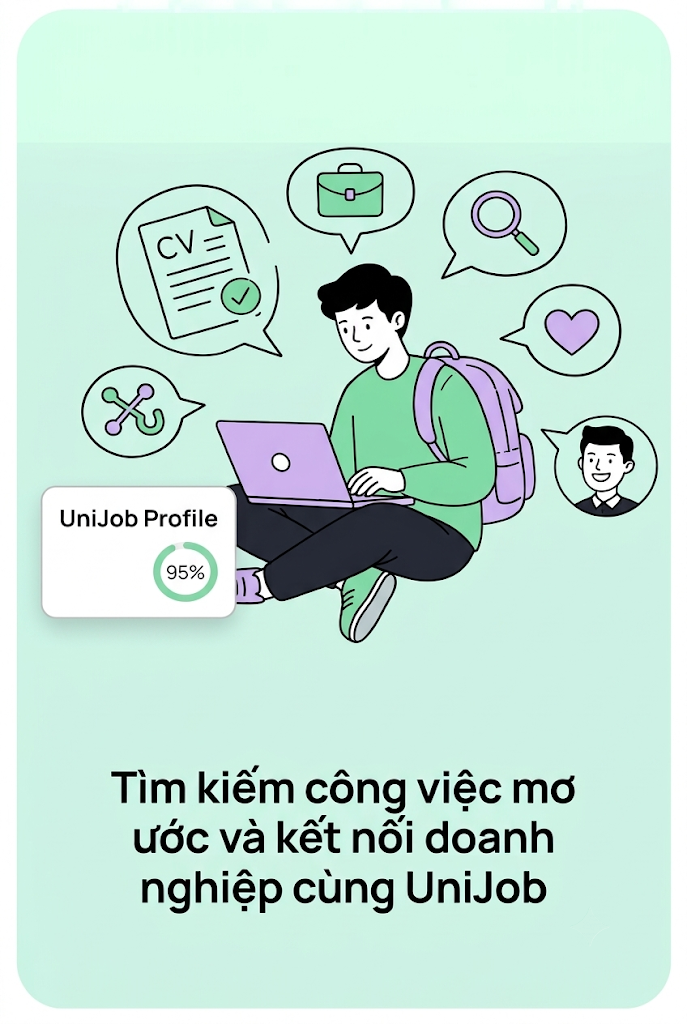 CV
UniJob Profile
95%
Tìm kiếm công việc mơ
ước và kết nối doanh
nghiệp cùng UniJob